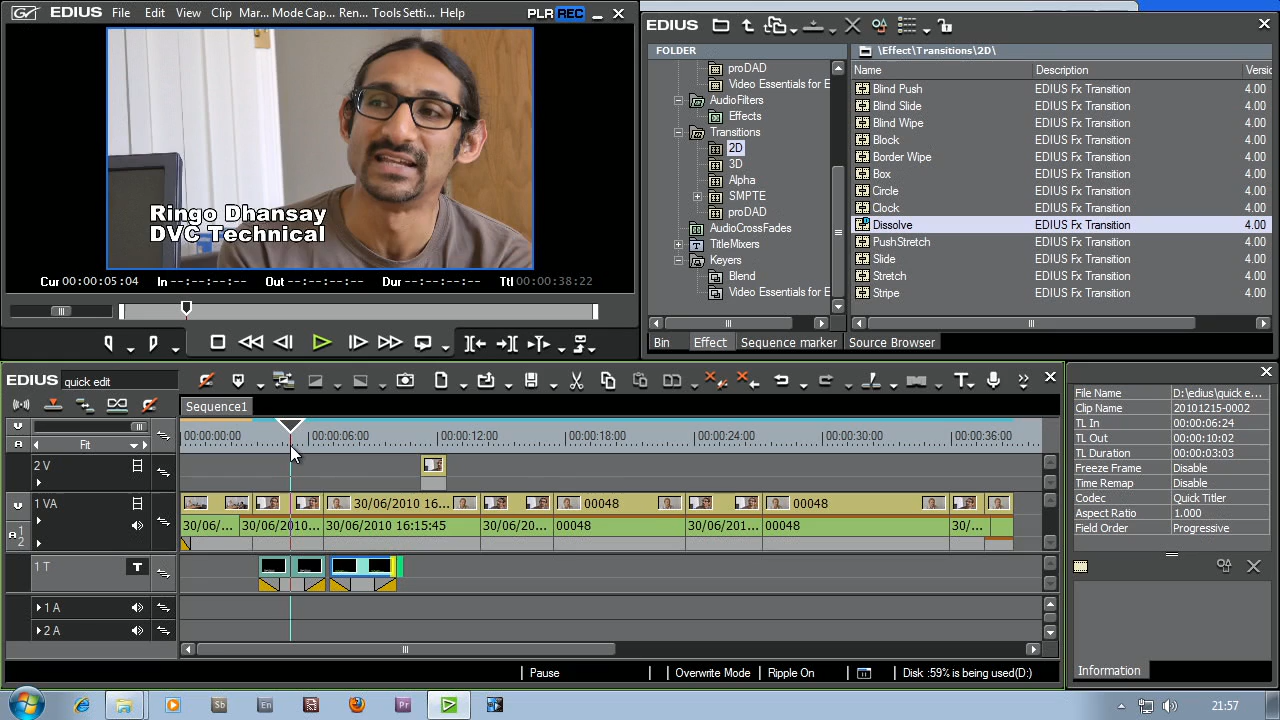 EDIUS File Edit View Clip Mar... Mode Cap... Ren... Tools Setti... Help PLR REC
Ringo Dhansay
DVC Technical
Cur 00:00:05:04 In --:--:--:-- Out --:--:--:-- Dur --:--:--:-- Ttl 00:00:38:22
EDIUS
FOLDER
proDAD
Video Essentials for E
AudioFilters
Effects
Transitions
2D
3D
Alpha
SMPTE
proDAD
AudioCrossFades
TitleMixers
Keyers
Blend
Video Essentials for E
\Effect\Transitions\2D\
Name Description Versic
Blind Push EDIUS Fx Transition 4.00
Blind Slide EDIUS Fx Transition 4.00
Blind Wipe EDIUS Fx Transition 4.00
Block EDIUS Fx Transition 4.00
Border Wipe EDIUS Fx Transition 4.00
Box EDIUS Fx Transition 4.00
Circle EDIUS Fx Transition 4.00
Clock EDIUS Fx Transition 4.00
Dissolve EDIUS Fx Transition 4.00
PushStretch EDIUS Fx Transition 4.00
Slide EDIUS Fx Transition 4.00
Stretch EDIUS Fx Transition 4.00
Stripe EDIUS Fx Transition 4.00
Bin Effect Sequence marker Source Browser
EDIUS quick edit
Sequence1
Fit
00:00:00:00 00:00:06:00 00:00:12:00 00:00:18:00 00:00:24:00 00:00:30:00 00:00:36:00
2 V
1 VA 30/06/2010 16... 00048 00048
30/06/... 30/06/2010... 30/06/2010 16:15:45 30/06/20... 00048 30/06/201... 00048 30/...
1 T T
1 A
2 A
Pause Overwrite Mode Ripple On Disk :59% is being used(D:)
File Name D:\edius\quick e...
Clip Name 20101215-0002
TL In 00:00:06:24
TL Out 00:00:10:02
TL Duration 00:00:03:03
Freeze Frame Disable
Time Remap Disable
Codec Quick Titler
Aspect Ratio 1.000
Field Order Progressive
Information
Sb En Pr 21:57